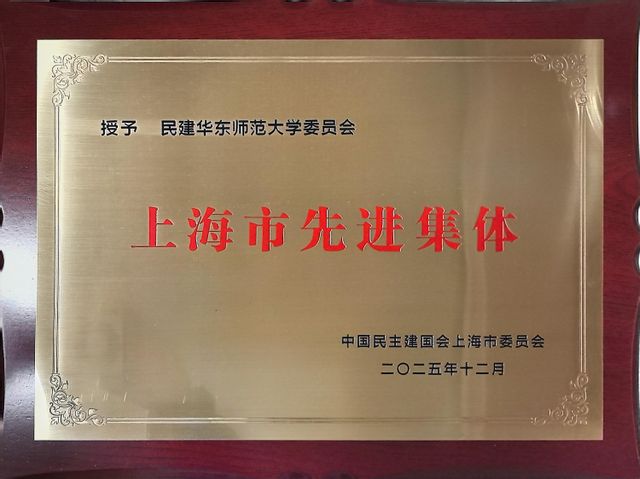 授予 民建华东师范大学委员会
上海市先进集体
中国民主建国会上海市委员会
二〇二五年十二月